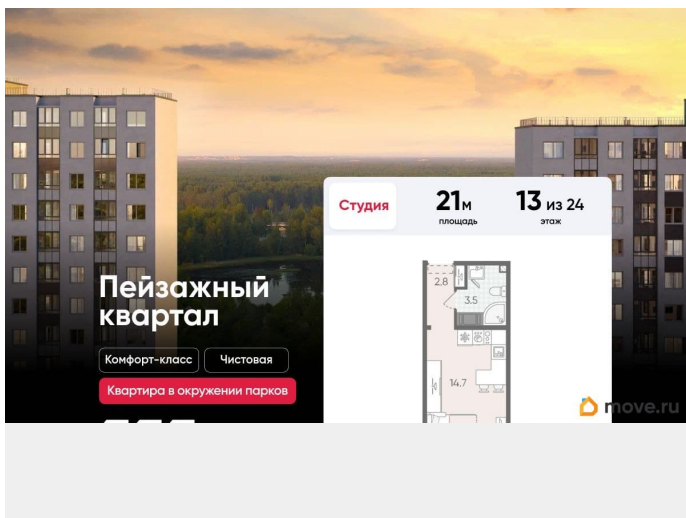 Студия
21м
площадь
13 из 24
этаж
2.8
3.5
14.7
Пейзажный
квартал
Комфорт-класс
Чистовая
Квартира в окружении парков
move.ru